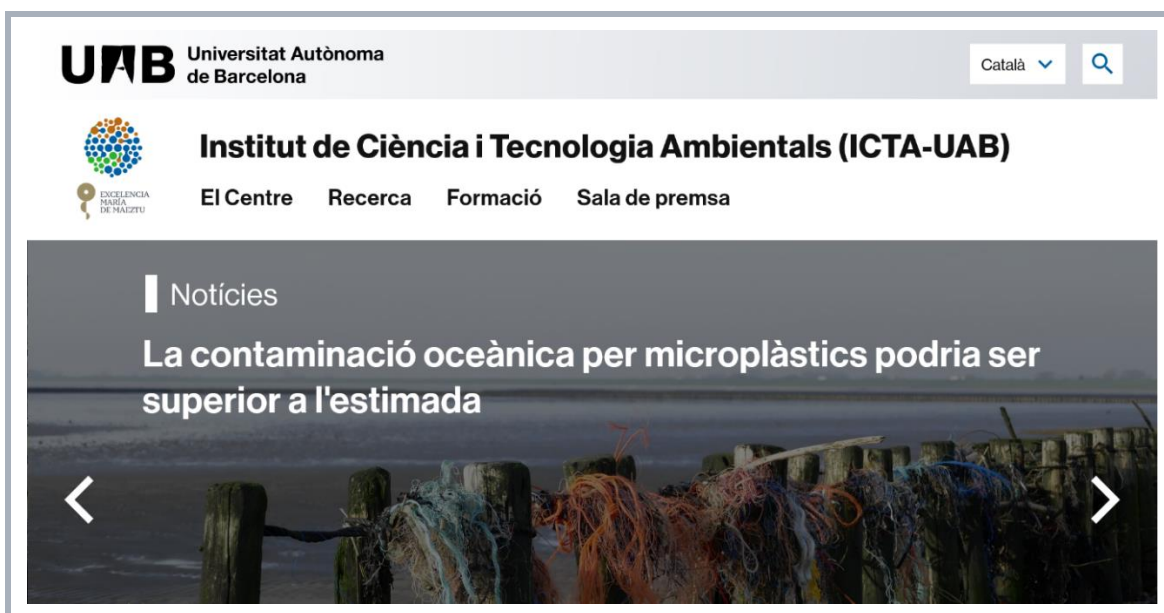 UAB
Universitat Autònoma
de Barcelona
Català
Institut de Ciència i Tecnologia Ambientals (ICTA-UAB)
EXCELENCIA
MARÍA
DE MAEZTU
El Centre Recerca Formació Sala de premsa
Notícies
La contaminació oceànica per microplàstics podria ser
superior a l'estimada